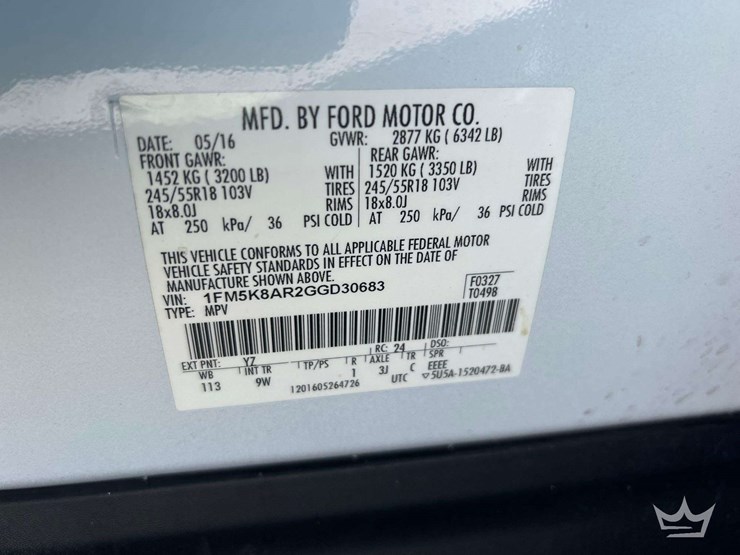 MFD. BY FORD MOTOR CO.
DATE: 05/16 GVWR: 2877 KG ( 6342 LB)
FRONT GAWR: REAR GAWR:
1452 KG ( 3200 LB) WITH 1520 KG ( 3350 LB) WITH
245/55R18 103V TIRES 245/55R18 103V TIRES
18x8.0J RIMS 18x8.0J RIMS
AT 250 kPa/ 36 PSI COLD AT 250 kPa/ 36 PSI COLD
THIS VEHICLE CONFORMS TO ALL APPLICABLE FEDERAL MOTOR
VEHICLE SAFETY STANDARDS IN EFFECT ON THE DATE OF
MANUFACTURE SHOWN ABOVE.
VIN: 1FM5K8AR2GGD30683 F0327
TYPE: MPV T0498
EXT PNT: YZ RC: 24 DSO:
WB INT TR TP/PS R AXLE TR SPR
113 9W 1 3J C EEEE
1201605264726 UTC ▽5U5A-1520472-BA